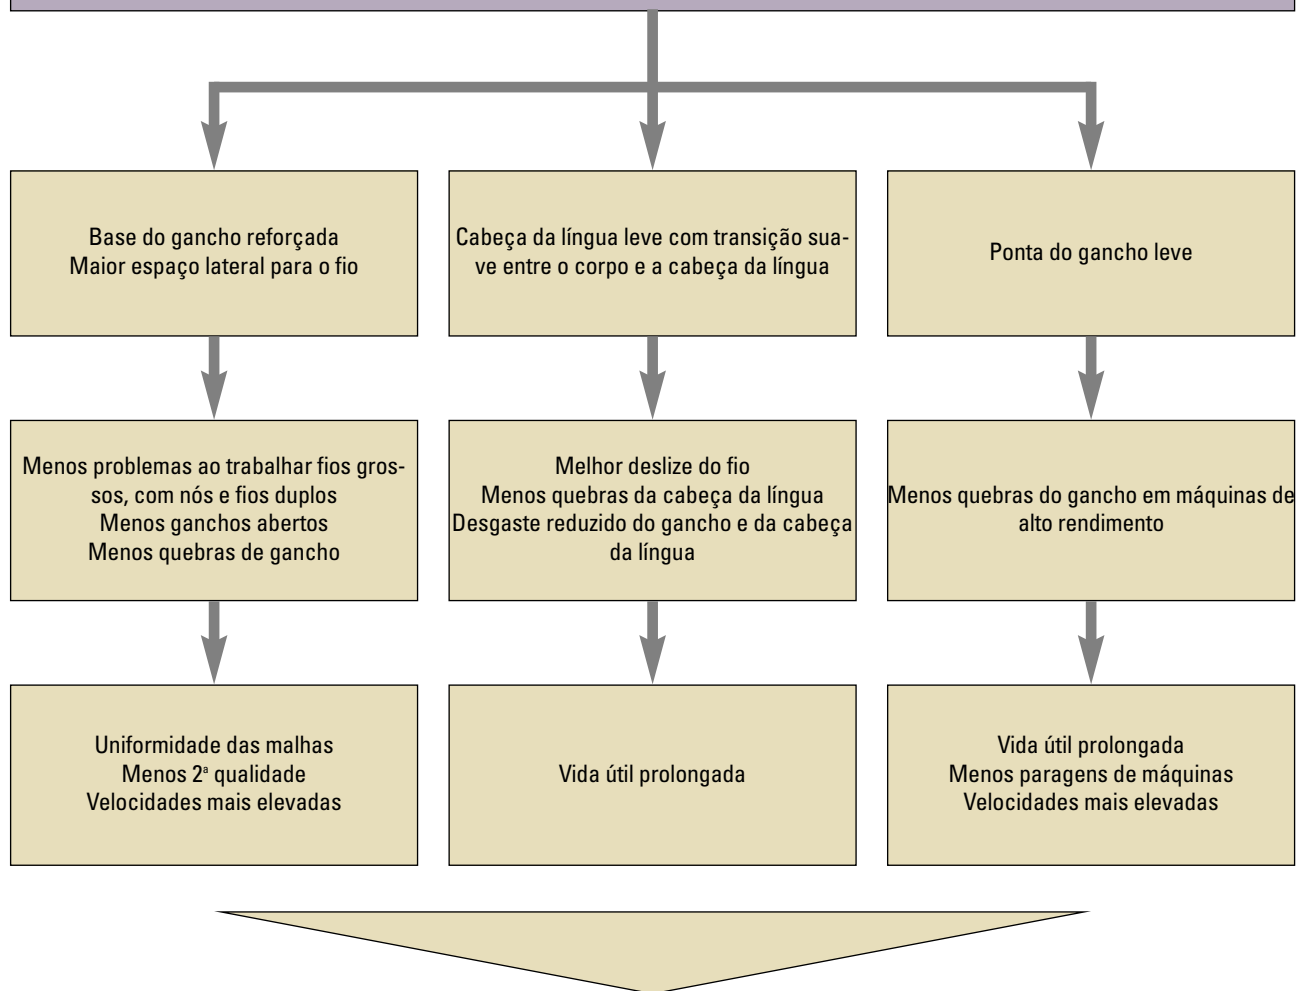 Base do gancho reforçada
Maior espaço lateral para o fio
Cabeça da língua leve com transição sua-
ve entre o corpo e a cabeça da língua
Ponta do gancho leve
Menos problemas ao trabalhar fios gros-
sos, com nós e fios duplos
Menos ganchos abertos
Menos quebras de gancho
Melhor deslize do fio
Menos quebras da cabeça da língua
Desgaste reduzido do gancho e da cabeça
da língua
Menos quebras do gancho em máquinas de
alto rendimento
Uniformidade das malhas
Menos 2ª qualidade
Velocidades mais elevadas
Vida útil prolongada
Vida útil prolongada
Menos paragens de máquinas
Velocidades mais elevadas